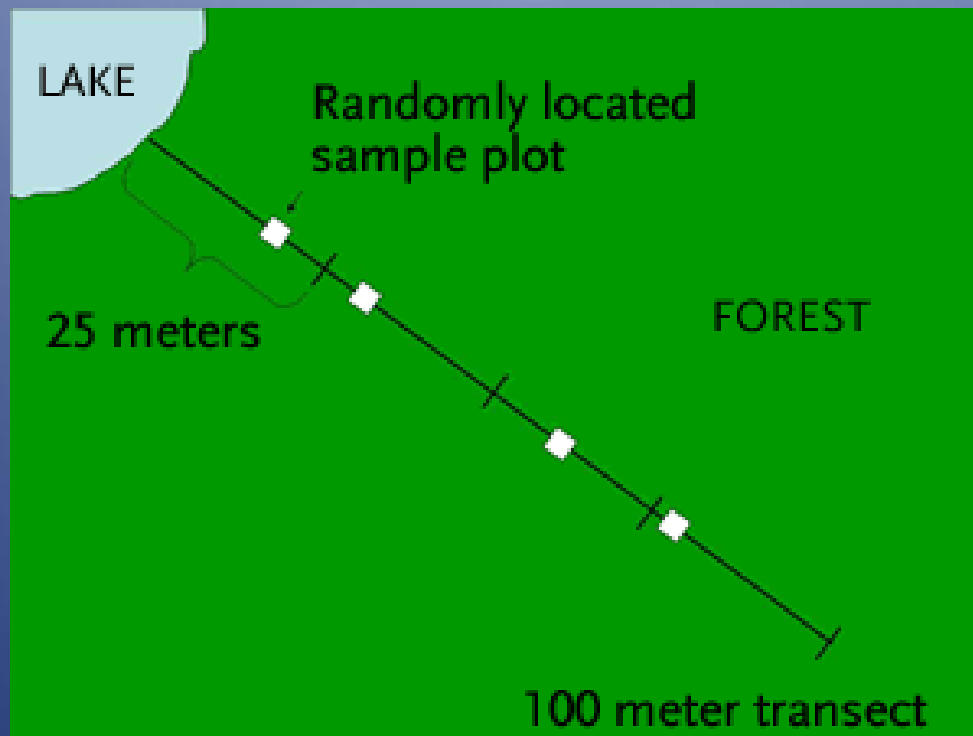 LAKE
Randomly located
sample plot
25 meters
FOREST
100 meter transect